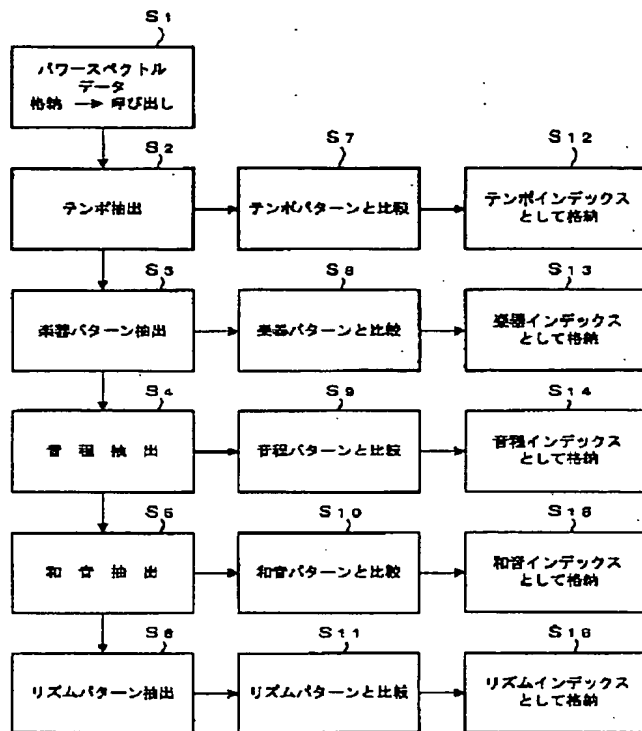 S1
パワースペクトル
データ
格納 → 呼び出し
S2
S7
S12
テンポ抽出
テンポパターンと比較
テンポインデックス
として格納
S3
S8
S13
楽器パターン抽出
楽器パターンと比較
楽器インデックス
として格納
S4
S9
S14
音程抽出
音程パターンと比較
音程インデックス
として格納
S5
S10
S15
和音抽出
和音パターンと比較
和音インデックス
として格納
S6
S11
S16
リズムパターン抽出
リズムパターンと比較
リズムインデックス
として格納